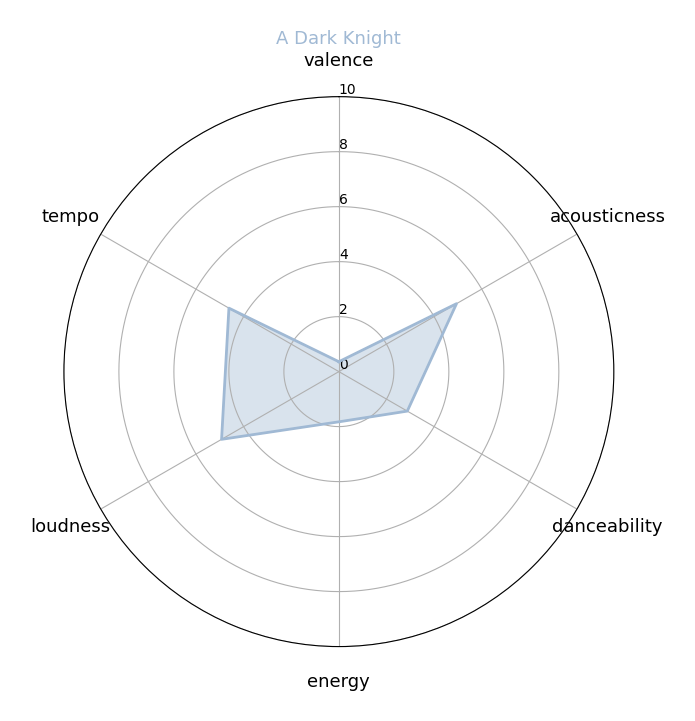 A Dark Knight
valence
10
8
6
4
2
0
tempo
acousticness
loudness
danceability
energy